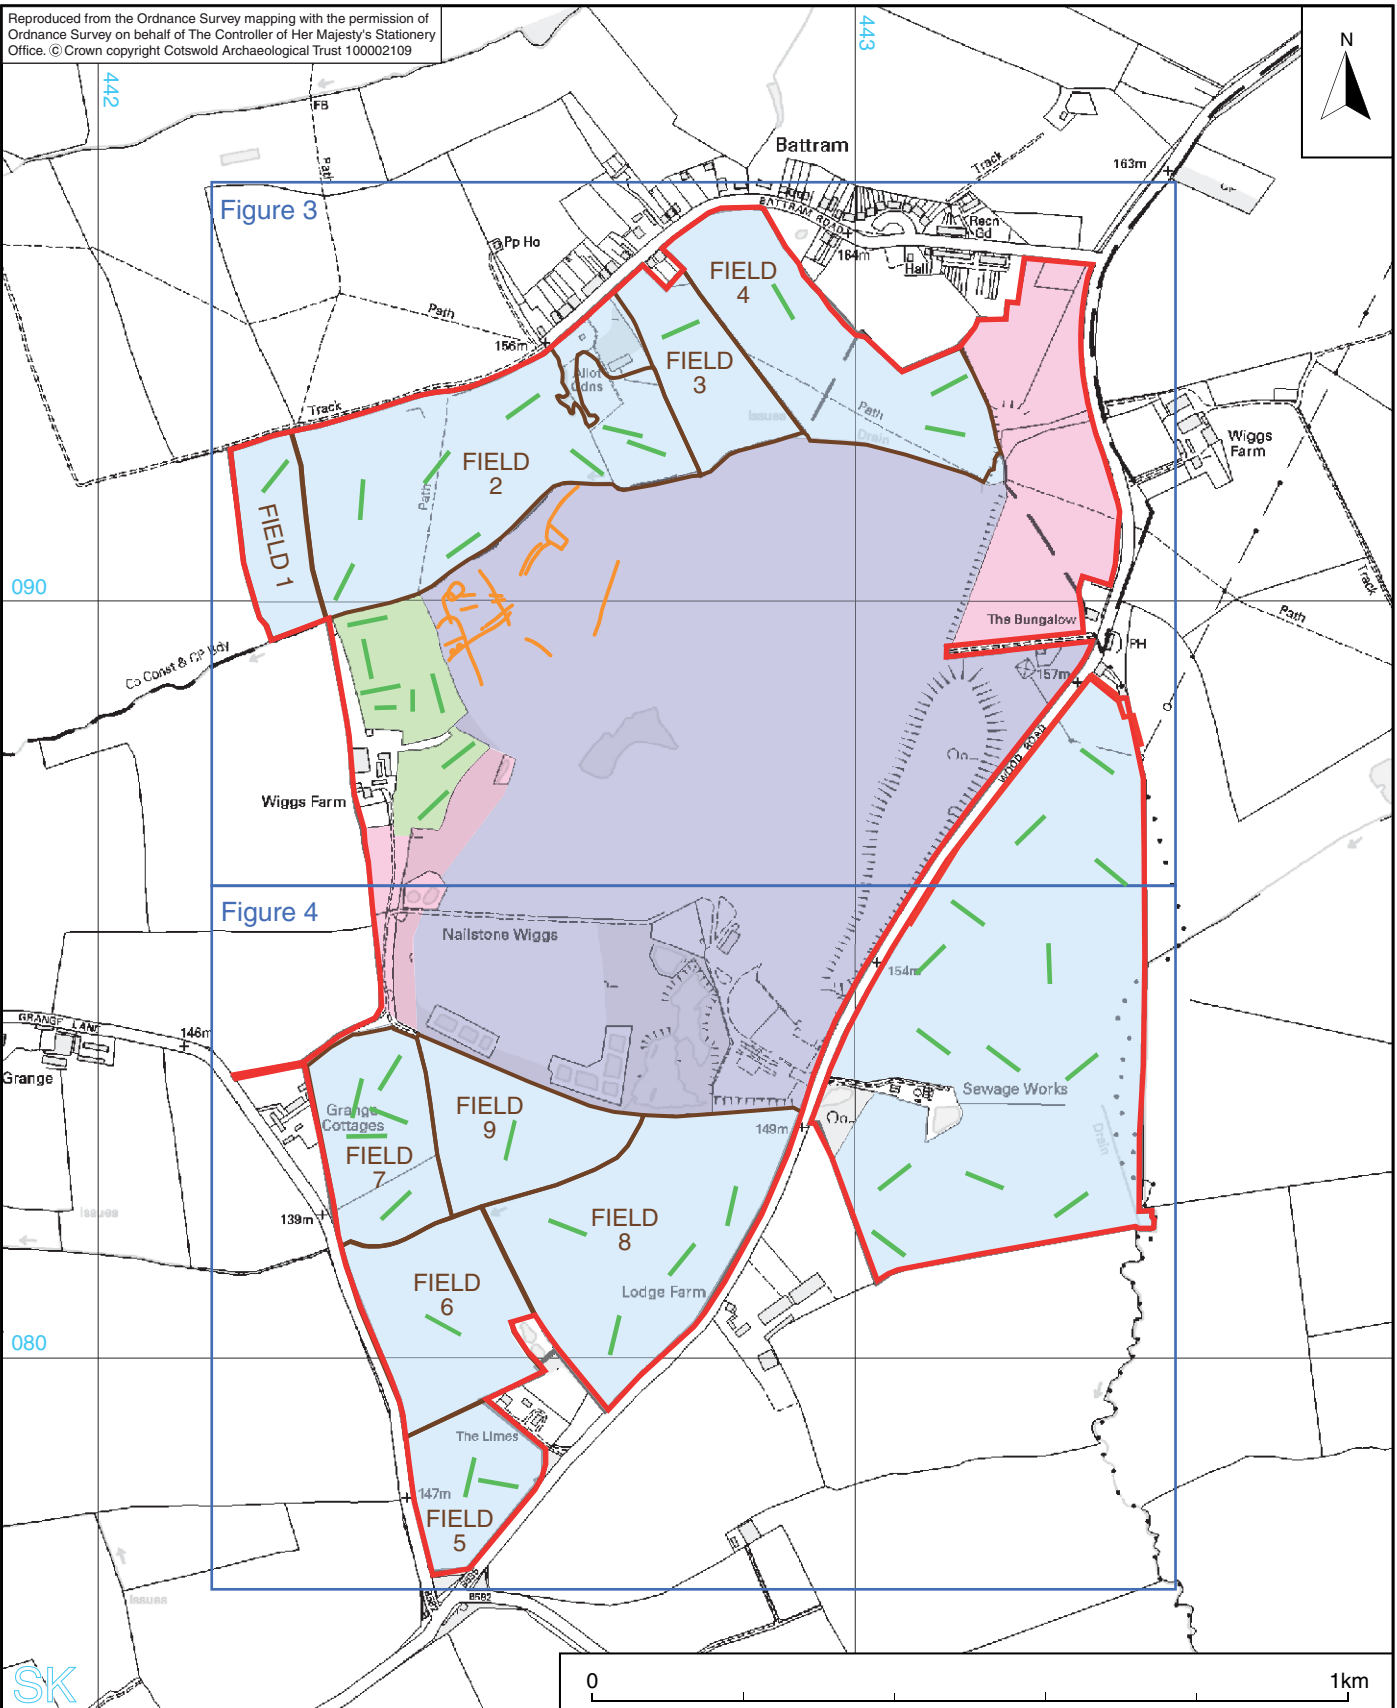 Reproduced from the Ordnance Survey mapping with the permission of
Ordnance Survey on behalf of The Controller of Her Majesty's Stationery
Office. © Crown copyright Cotswold Archaeological Trust 100002109
442
443
N
FB
Path
Battram
Track
163m
Figure 3
BATTRAM ROAD
Recn
Gd
Pp Ho
164m
Hall
FIELD
4
Path
156m
FIELD
3
Allot
Gdns
Track
Issues
Path
Drain
Wiggs
Farm
FIELD
2
Path
FIELD 1
Track
090
Path
The Bungalow
PH
Co Const & CP Bdy
157m
WOOD ROAD
Wiggs Farm
Figure 4
Nailstone Wiggs
154m
GRANGE LANE
146m
Grange
Sewage Works
FIELD
9
Grange
Cottages
149m
Drain
FIELD
7
Issues
139m
FIELD
8
FIELD
6
Lodge Farm
080
The Limes
147m
FIELD
5
B582
Issues
SK
0
1km